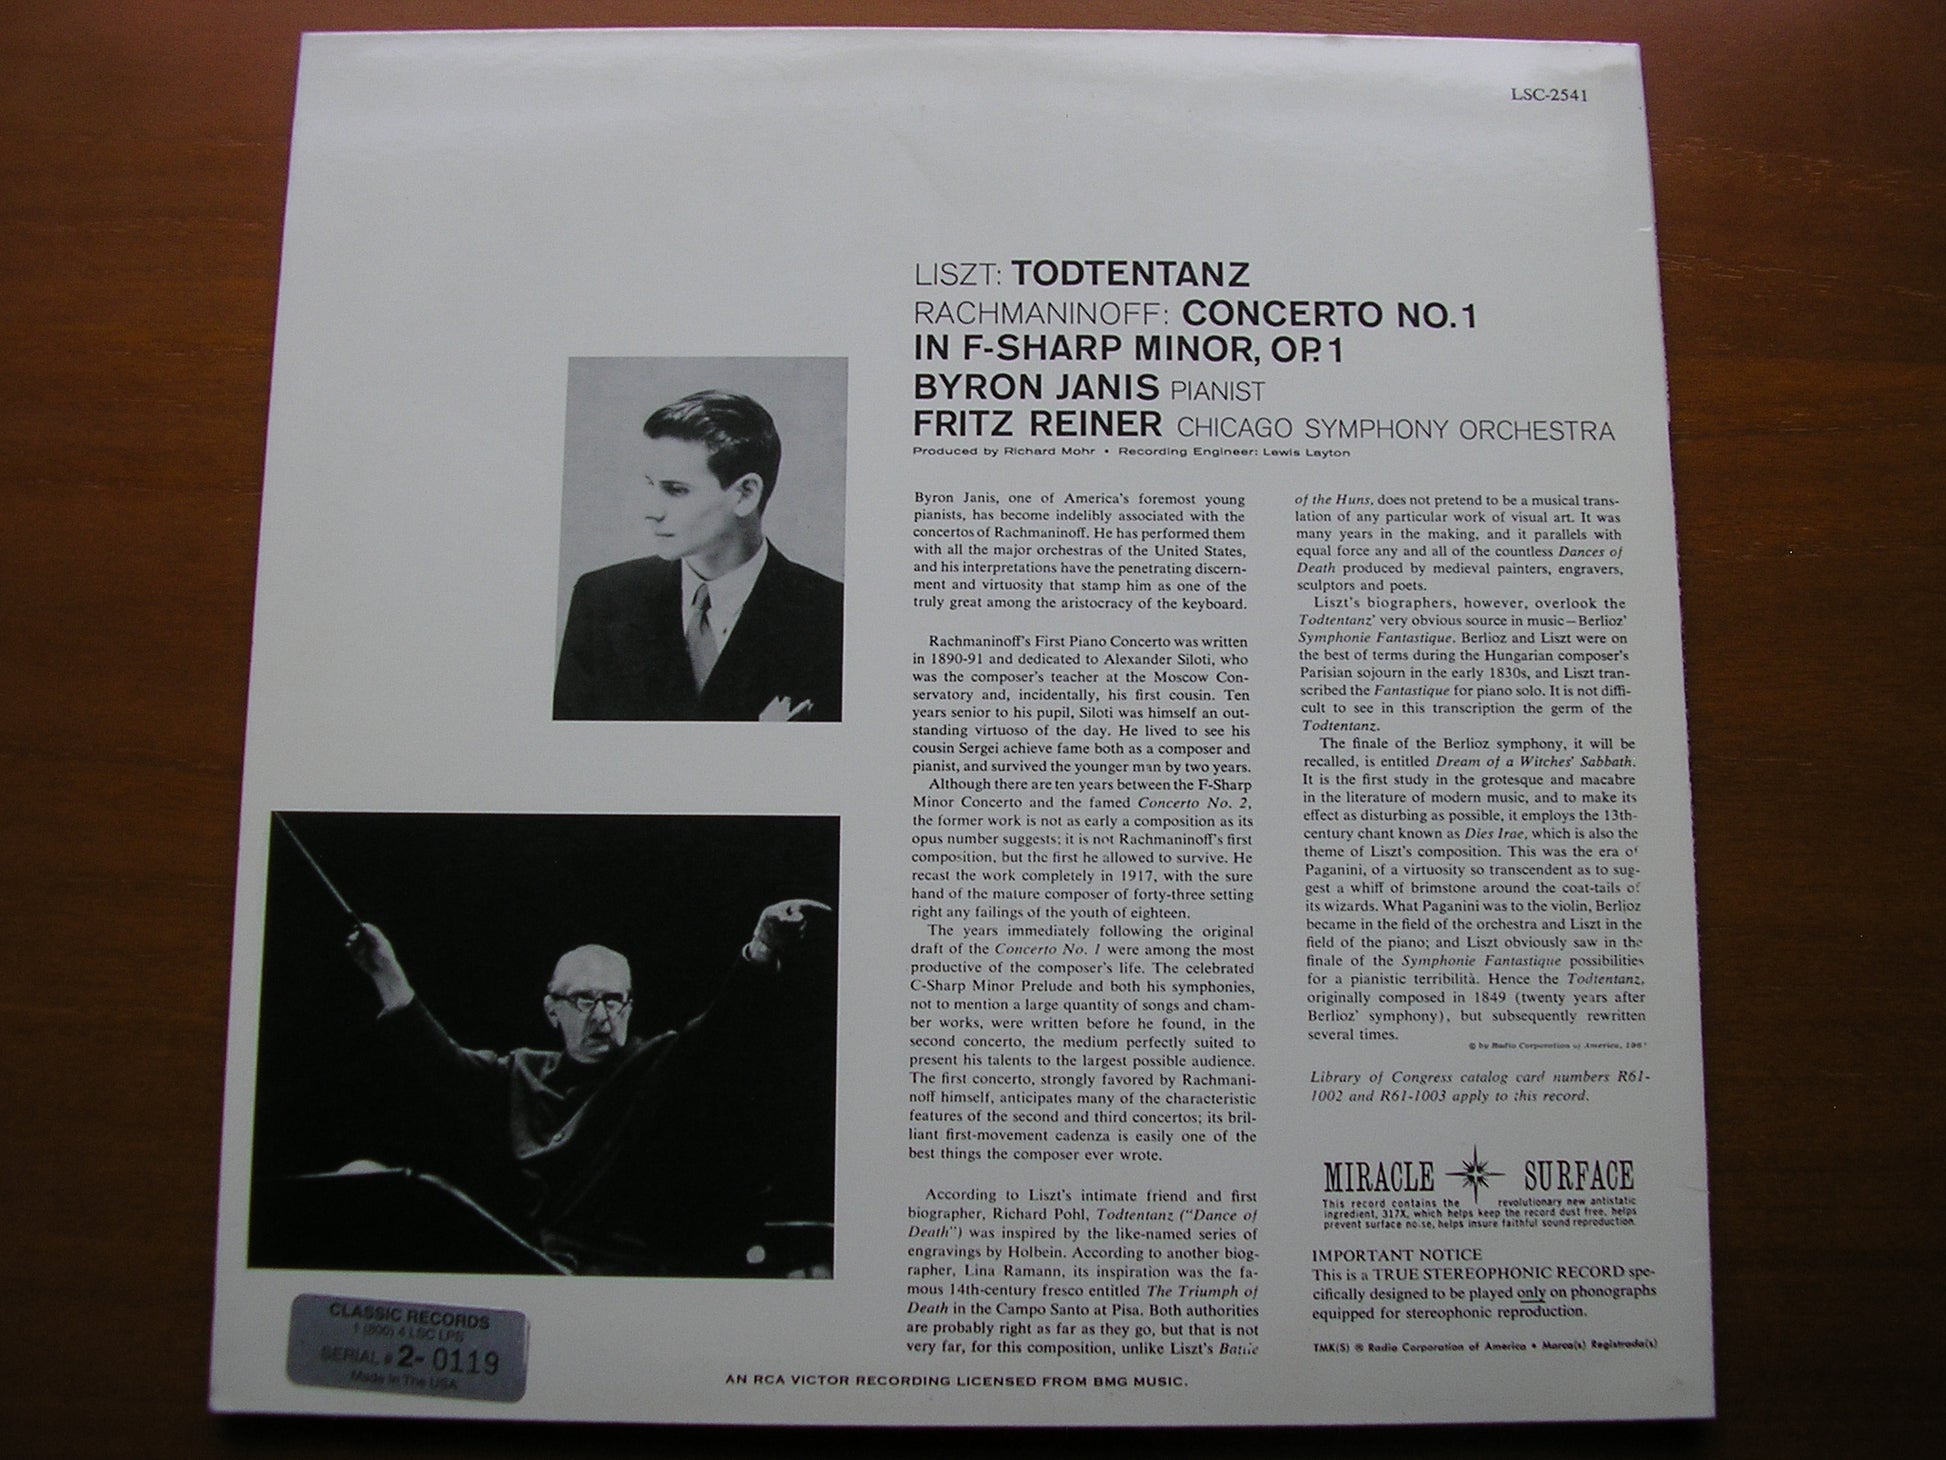 LSC-2541
LISZT: TODTENTANZ
RACHMANINOFF: CONCERTO NO. 1
IN F-SHARP MINOR, OP. 1
BYRON JANIS PIANIST
FRITZ REINER CHICAGO SYMPHONY ORCHESTRA
Produced by Richard Mohr • Recording Engineer: Lewis Layton
Byron Janis, one of America's foremost young
pianists, has become indelibly associated with the
concertos of Rachmaninoff. He has performed them
with all the major orchestras of the United States,
and his interpretations have the penetrating discern-
ment and virtuosity that stamp him as one of the
truly great among the aristocracy of the keyboard.
Rachmaninoff's First Piano Concerto was written
in 1890-91 and dedicated to Alexander Siloti, who
was the composer's teacher at the Moscow Con-
servatory and, incidentally, his first cousin. Ten
years senior to his pupil, Siloti was himself an out-
standing virtuoso of the day. He lived to see his
cousin Sergei achieve fame both as a composer and
pianist, and survived the younger man by two years.
Although there are ten years between the F-Sharp
Minor Concerto and the famed Concerto No. 2,
the former work is not as early a composition as its
opus number suggests; it is not Rachmaninoff's first
composition, but the first he allowed to survive. He
recast the work completely in 1917, with the sure
hand of the mature composer of forty-three setting
right any failings of the youth of eighteen.
The years immediately following the original
draft of the Concerto No. 1 were among the most
productive of the composer's life. The celebrated
C-Sharp Minor Prelude and both his symphonies,
not to mention a large quantity of songs and cham-
ber works, were written before he found, in the
second concerto, the medium perfectly suited to
present his talents to the largest possible audience.
The first concerto, strongly favored by Rachmani-
noff himself, anticipates many of the characteristic
features of the second and third concertos; its bril-
liant first-movement cadenza is easily one of the
best things the composer ever wrote.
According to Liszt's intimate friend and first
biographer, Richard Pohl, Todtentanz ("Dance of
Death") was inspired by the like-named series of
engravings by Holbein. According to another biog-
rapher, Lina Ramann, its inspiration was the fa-
mous 14th-century fresco entitled The Triumph of
Death in the Campo Santo at Pisa. Both authorities
are probably right as far as they go, but that is not
very far, for this composition, unlike Liszt's Battle
of the Huns, does not pretend to be a musical trans-
lation of any particular work of visual art. It was
many years in the making, and it parallels with
equal force any and all of the countless Dances of
Death produced by medieval painters, engravers,
sculptors and poets.
Liszt's biographers, however, overlook the
Todtentanz' very obvious source in music—Berlioz'
Symphonie Fantastique. Berlioz and Liszt were on
the best of terms during the Hungarian composer's
Parisian sojourn in the early 1830s, and Liszt tran-
scribed the Fantastique for piano solo. It is not diffi-
cult to see in this transcription the germ of the
Todtentanz.
The finale of the Berlioz symphony, it will be
recalled, is entitled Dream of a Witches' Sabbath.
It is the first study in the grotesque and macabre
in the literature of modern music, and to make its
effect as disturbing as possible, it employs the 13th-
century chant known as Dies Irae, which is also the
theme of Liszt's composition. This was the era of
Paganini, of a virtuosity so transcendent as to sug-
gest a whiff of brimstone around the coat-tails of
its wizards. What Paganini was to the violin, Berlioz
became in the field of the orchestra and Liszt in the
field of the piano; and Liszt obviously saw in the
finale of the Symphonie Fantastique possibilities
for a pianistic terribilità. Hence the Todtentanz,
originally composed in 1849 (twenty years after
Berlioz' symphony), but subsequently rewritten
several times.
© by Radio Corporation of America,
Library of Congress catalog card numbers R61-
1002 and R61-1003 apply to this record.
MIRACLE SURFACE
This record contains the revolutionary new antistatic
ingredient, 317X, which helps keep the record dust free, helps
prevent surface noise, helps insure faithful sound reproduction.
IMPORTANT NOTICE
This is a TRUE STEREOPHONIC RECORD spe-
cifically designed to be played only on phonographs
equipped for stereophonic reproduction.
TMK(S) ® Radio Corporation of America • Marca(s) Registrada(s)
CLASSIC RECORDS
1 (800) 4 LSC LPS
SERIAL # 2- 0119
Made In The USA
AN RCA VICTOR RECORDING LICENSED FROM BMG MUSIC.